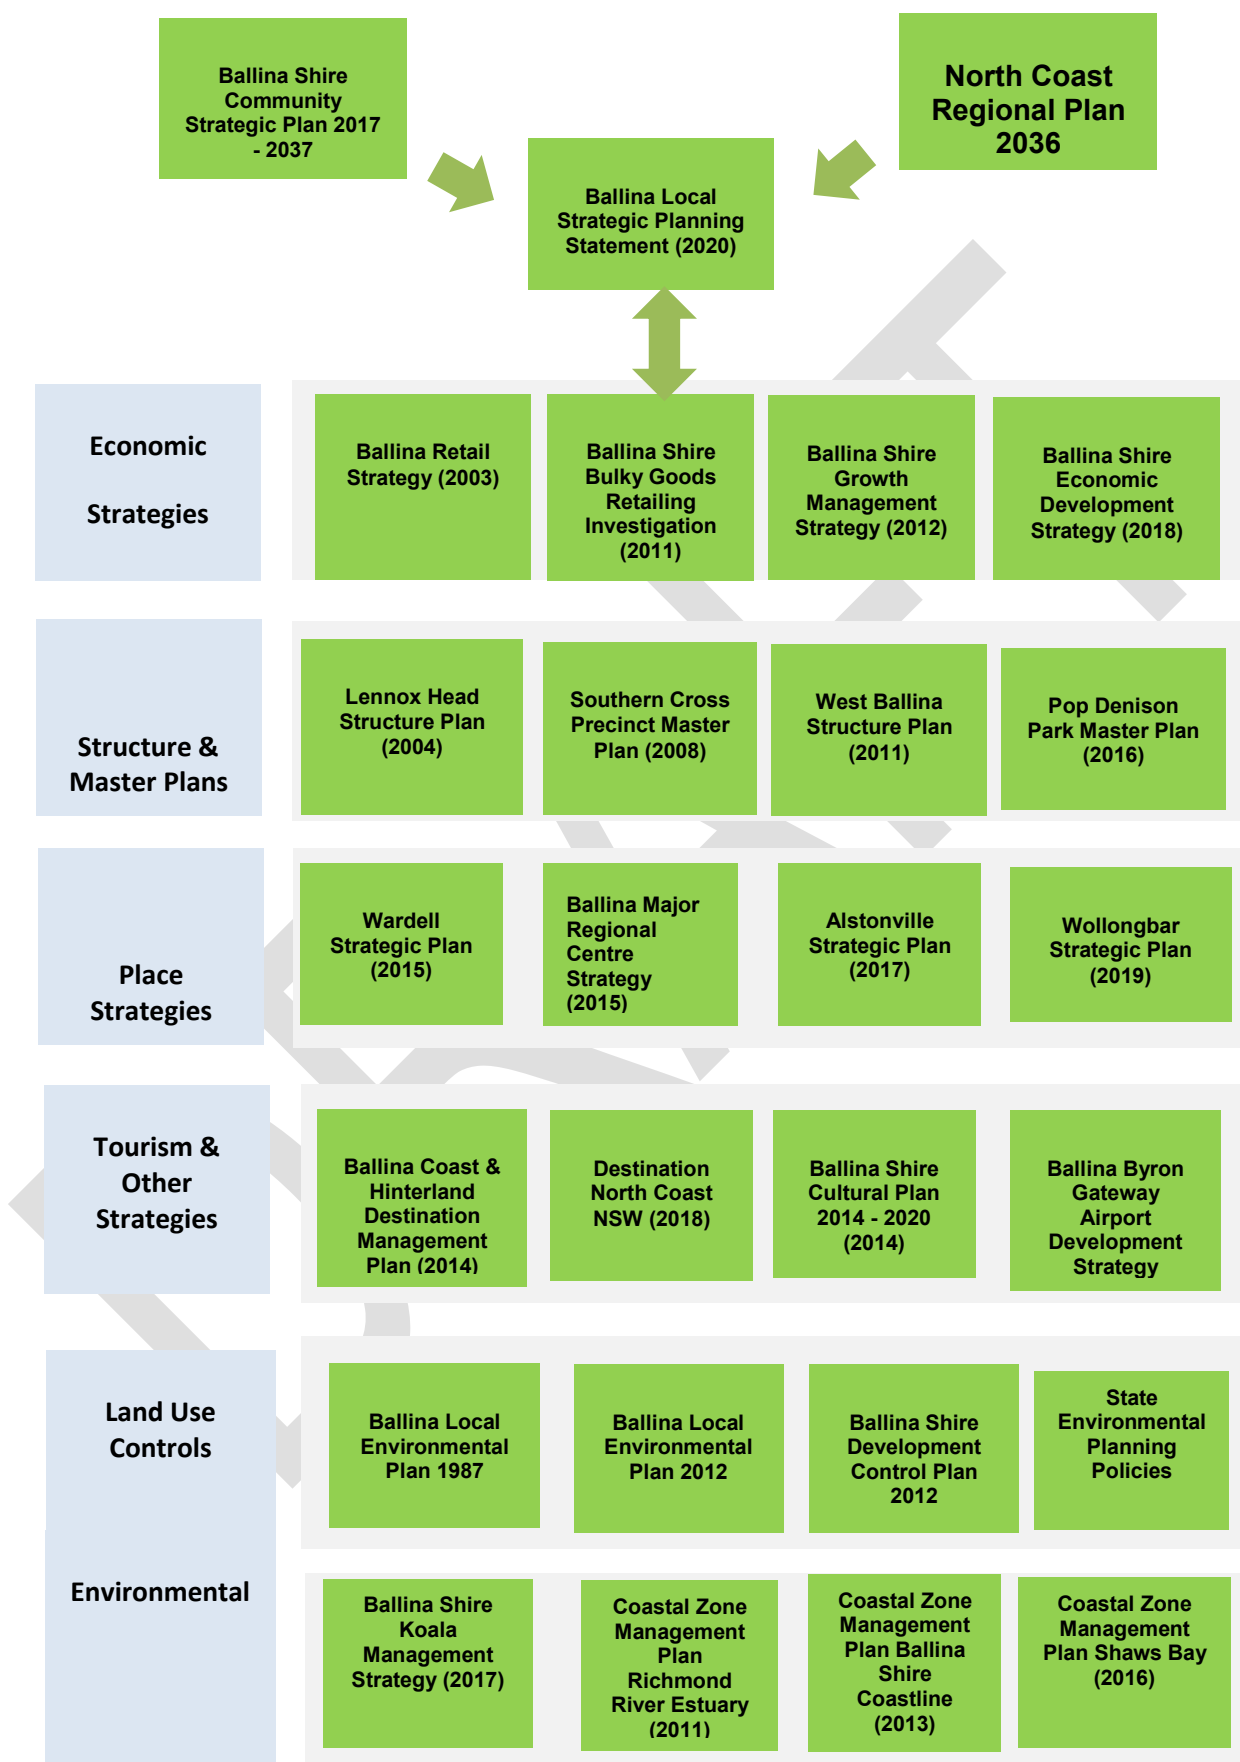 Ballina Shire
Community
Strategic Plan 2017
- 2037
North Coast
Regional Plan
2036
Ballina Local
Strategic Planning
Statement (2020)
Economic
Strategies
Ballina Retail
Strategy (2003)
Ballina Shire
Bulky Goods
Retailing
Investigation
(2011)
Ballina Shire
Growth
Management
Strategy (2012)
Ballina Shire
Economic
Development
Strategy (2018)
Structure &
Master Plans
Lennox Head
Structure Plan
(2004)
Southern Cross
Precinct Master
Plan (2008)
West Ballina
Structure Plan
(2011)
Pop Denison
Park Master Plan
(2016)
Place
Strategies
Wardell
Strategic Plan
(2015)
Ballina Major
Regional
Centre
Strategy
(2015)
Alstonville
Strategic Plan
(2017)
Wollongbar
Strategic Plan
(2019)
Tourism &
Other
Strategies
Ballina Coast &
Hinterland
Destination
Management
Plan (2014)
Destination
North Coast
NSW (2018)
Ballina Shire
Cultural Plan
2014 - 2020
(2014)
Ballina Byron
Gateway
Airport
Development
Strategy
Land Use
Controls
Ballina Local
Environmental
Plan 1987
Ballina Local
Environmental
Plan 2012
Ballina Shire
Development
Control Plan
2012
State
Environmental
Planning
Policies
Environmental
Ballina Shire
Koala
Management
Strategy (2017)
Coastal Zone
Management
Plan
Richmond
River Estuary
(2011)
Coastal Zone
Management
Plan Ballina
Shire
Coastline
(2013)
Coastal Zone
Management
Plan Shaws Bay
(2016)
DRAFT